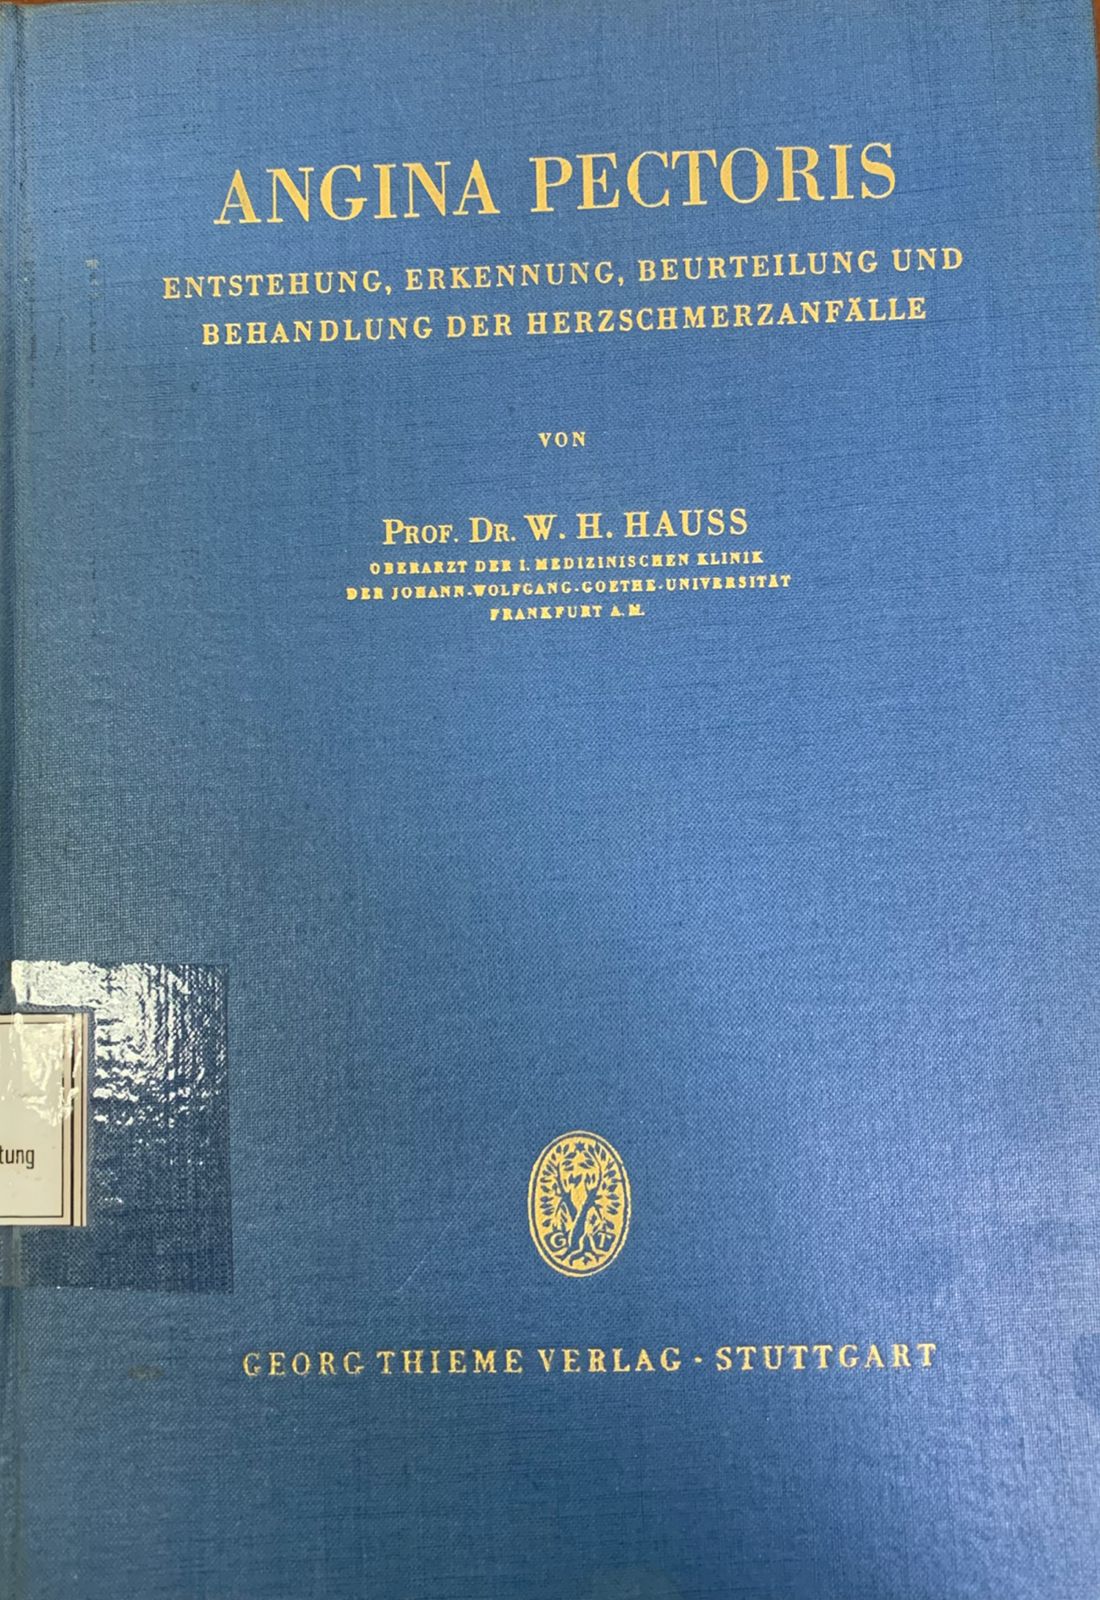 ANGINA PECTORIS
ENTSTEHUNG, ERKENNUNG, BEURTEILUNG UND
BEHANDLUNG DER HERZSCHMERZANFÄLLE
VON
PROF. DR. W. H. HAUSS
OBERARZT DER I. MEDIZINISCHEN KLINIK
DER JOHANN-WOLFGANG-GOETHE-UNIVERSITÄT
FRANKFURT A. M.
tung
G T
GEORG THIEME VERLAG · STUTTGART